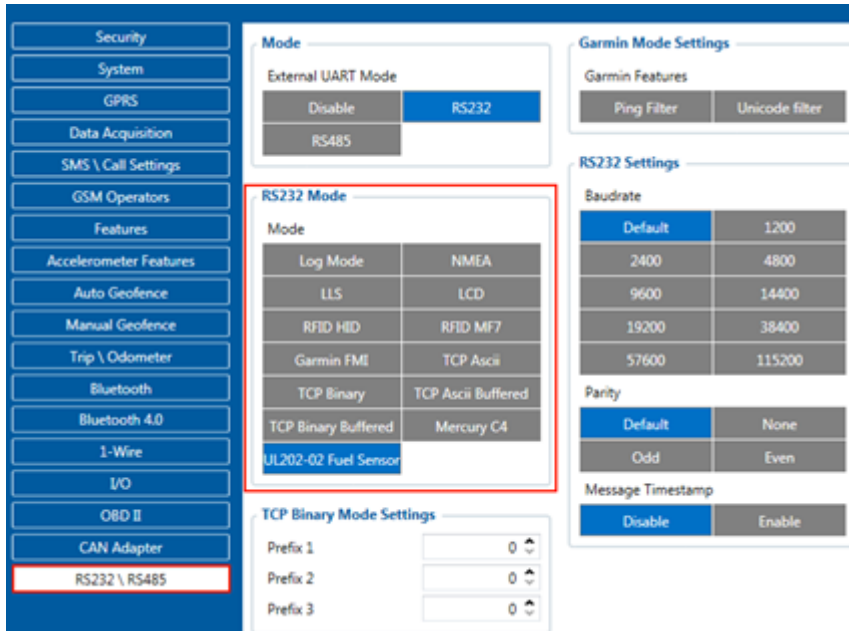 Security
System
GPRS
Data Acquisition
SMS \ Call Settings
GSM Operators
Features
Accelerometer Features
Auto Geofence
Manual Geofence
Trip \ Odometer
Bluetooth
Bluetooth 4.0
1-Wire
I/O
OBD II
CAN Adapter
RS232 \ RS485
Mode
External UART Mode
Disable RS232
RS485
RS232 Mode
Mode
Log Mode NMEA
LLS LCD
RFID HID RFID MF7
Garmin FMI TCP Ascii
TCP Binary TCP Ascii Buffered
TCP Binary Buffered Mercury C4
UL202-02 Fuel Sensor
TCP Binary Mode Settings
Prefix 1 0
Prefix 2 0
Prefix 3 0
Garmin Mode Settings
Garmin Features
Ping Filter Unicode filter
RS232 Settings
Baudrate
Default 1200
2400 4800
9600 14400
19200 38400
57600 115200
Parity
Default None
Odd Even
Message Timestamp
Disable Enable